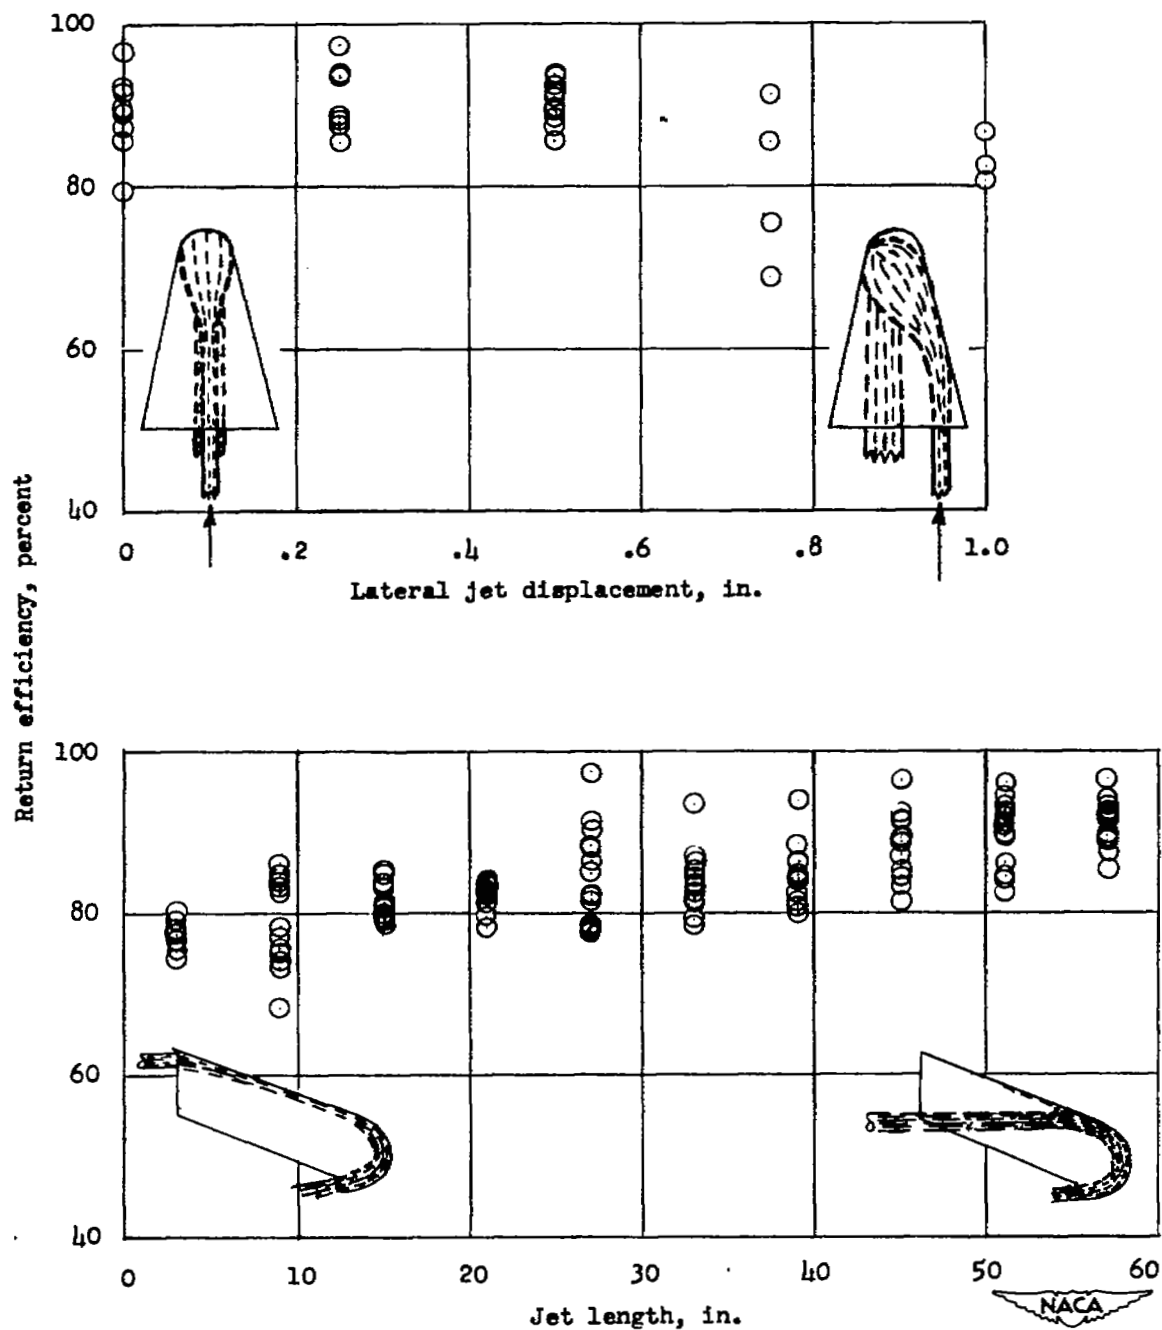 Return efficiency, percent
100
80
60
40
0 .2 .4 .6 .8 1.0
Lateral jet displacement, in.
100
80
60
40
0 10 20 30 40 50 60
Jet length, in.
NACA